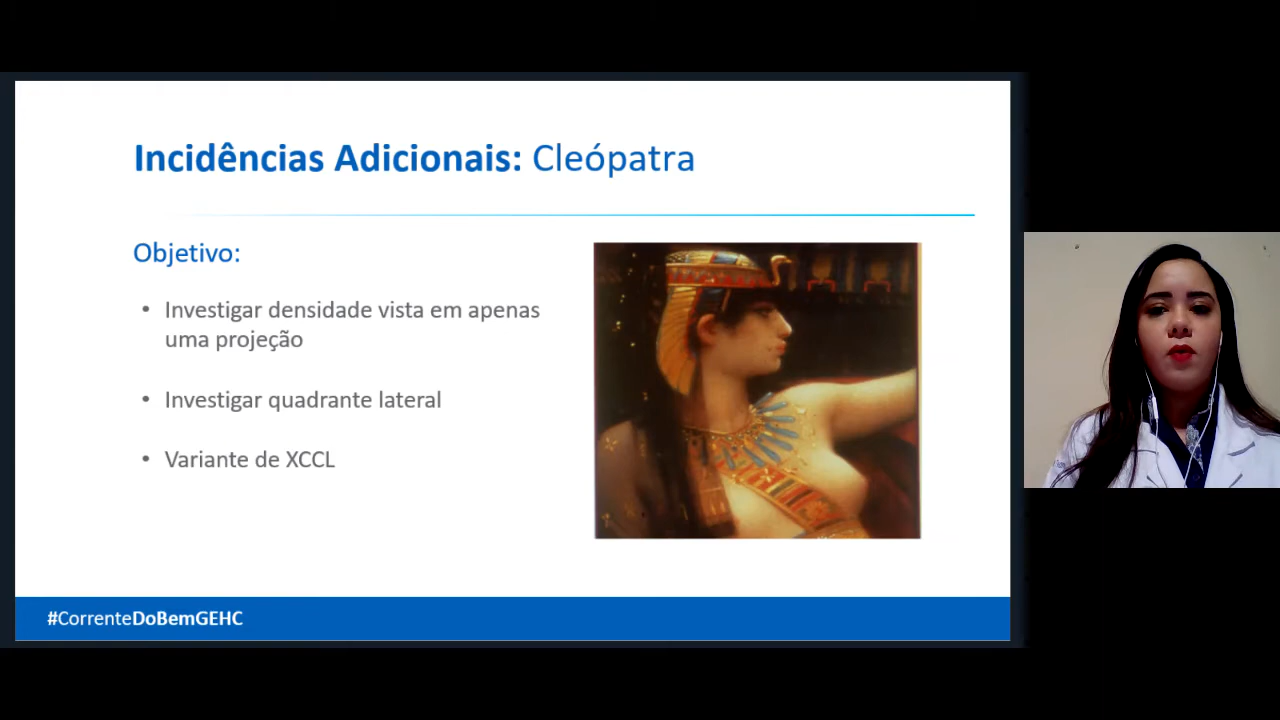 Incidências Adicionais: Cleópatra
Objetivo:
• Investigar densidade vista em apenas
uma projeção
• Investigar quadrante lateral
• Variante de XCCL
#CorrenteDoBemGEHC